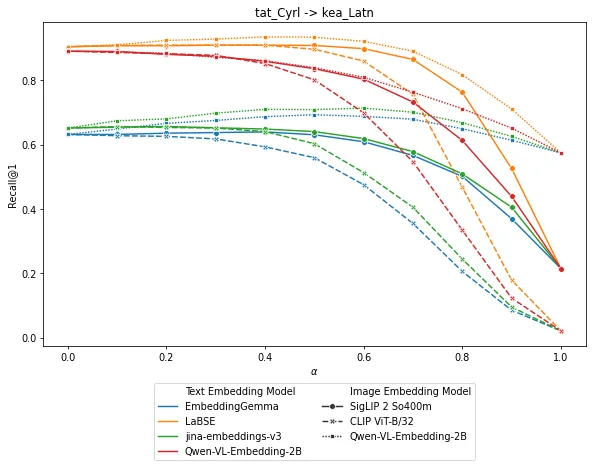 tat_Cyrl -> kea_Latn
Recall@1
0.8
0.6
0.4
0.2
0.0
0.0 0.2 0.4 0.6 0.8 1.0
α
Text Embedding Model
EmbeddingGemma
LaBSE
jina-embeddings-v3
Qwen-VL-Embedding-2B
Image Embedding Model
SigLIP 2 So400m
CLIP ViT-B/32
Qwen-VL-Embedding-2B